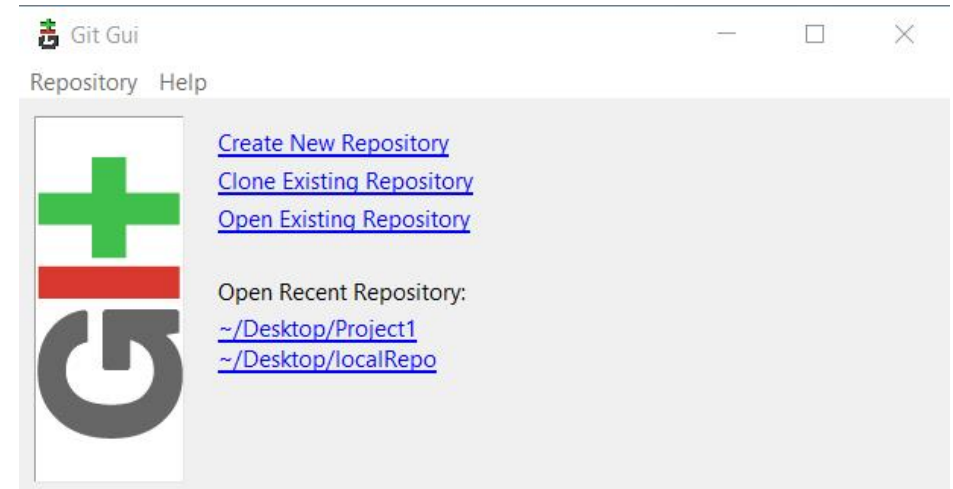 Git Gui
Repository Help
Create New Repository
Clone Existing Repository
Open Existing Repository
Open Recent Repository:
~/Desktop/Project1
~/Desktop/localRepo
GIt